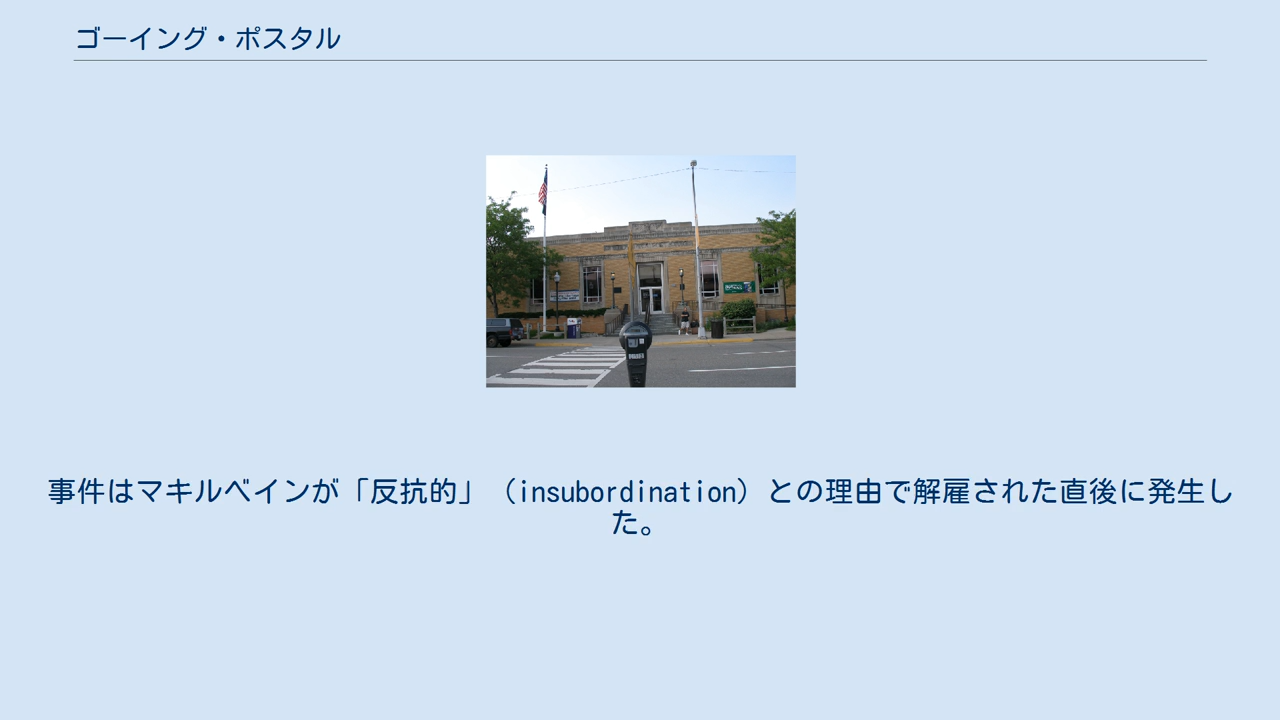 ゴーイング・ポスタル
事件はマキルベインが「反抗的」（insubordination）との理由で解雇された直後に発生し
た。